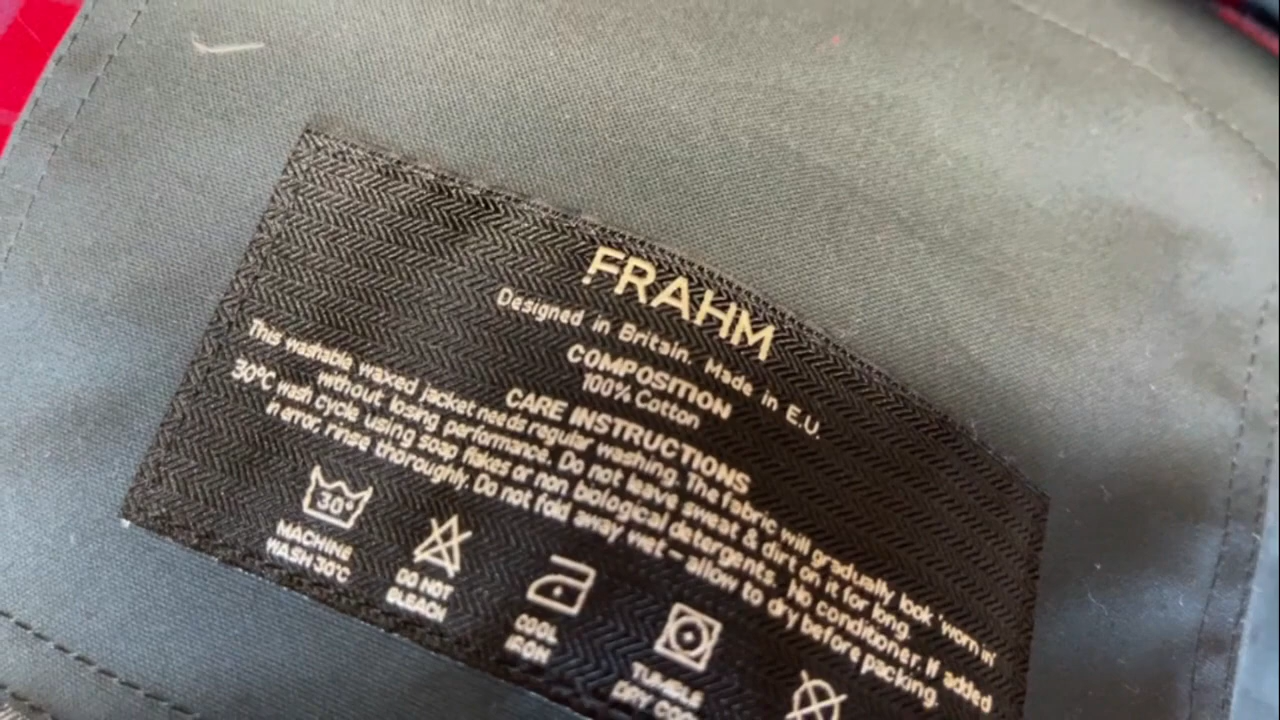 FRAHM
Designed in Britain. Made in E.U.
COMPOSITION
100% Cotton
CARE INSTRUCTIONS
This washable waxed jacket needs regular washing. The fabric will gradually look 'worn in'
without losing performance. Do not leave sweat & dirt on it for long.
30°C wash cycle, using soap flakes or non biological detergents. No conditioner. If added
in error, rinse thoroughly. Do not fold away wet – allow to dry before packing.
30°
MACHINE
WASH 30°C
DO NOT
BLEACH
COOL
IRON
TUMBLE
DRY COOL